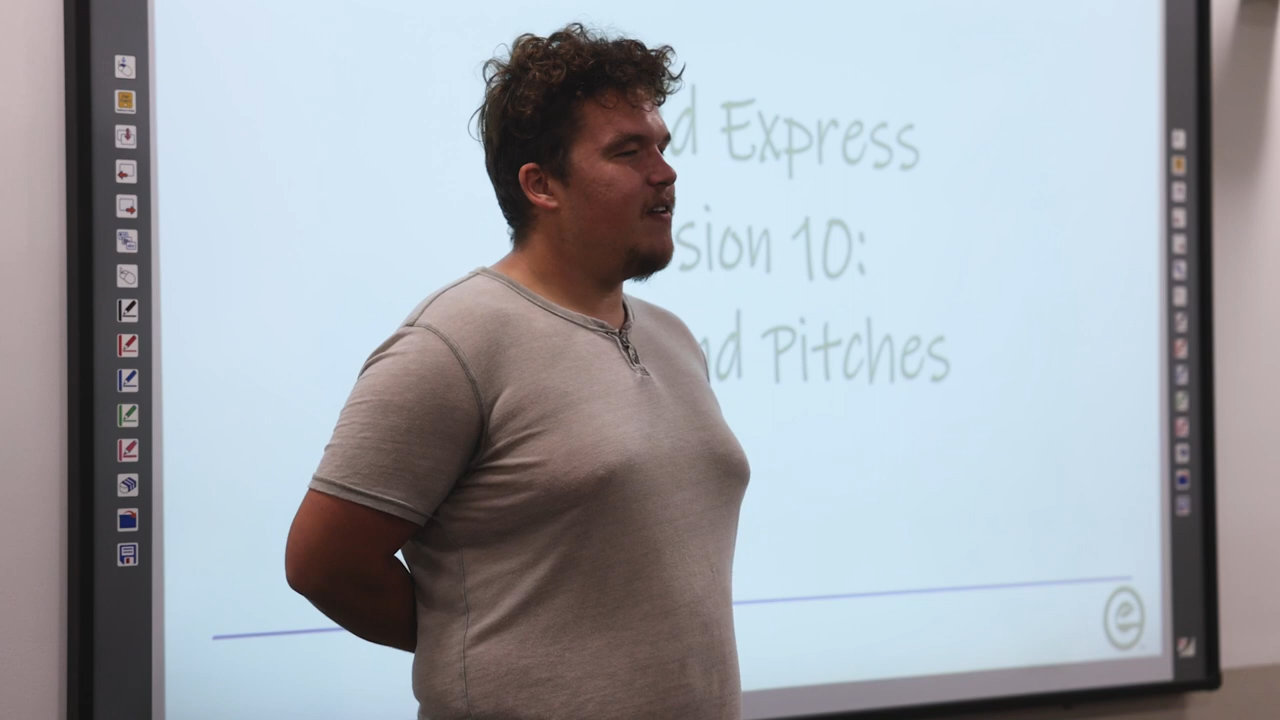 d Express
sion 10:
nd Pitches
e